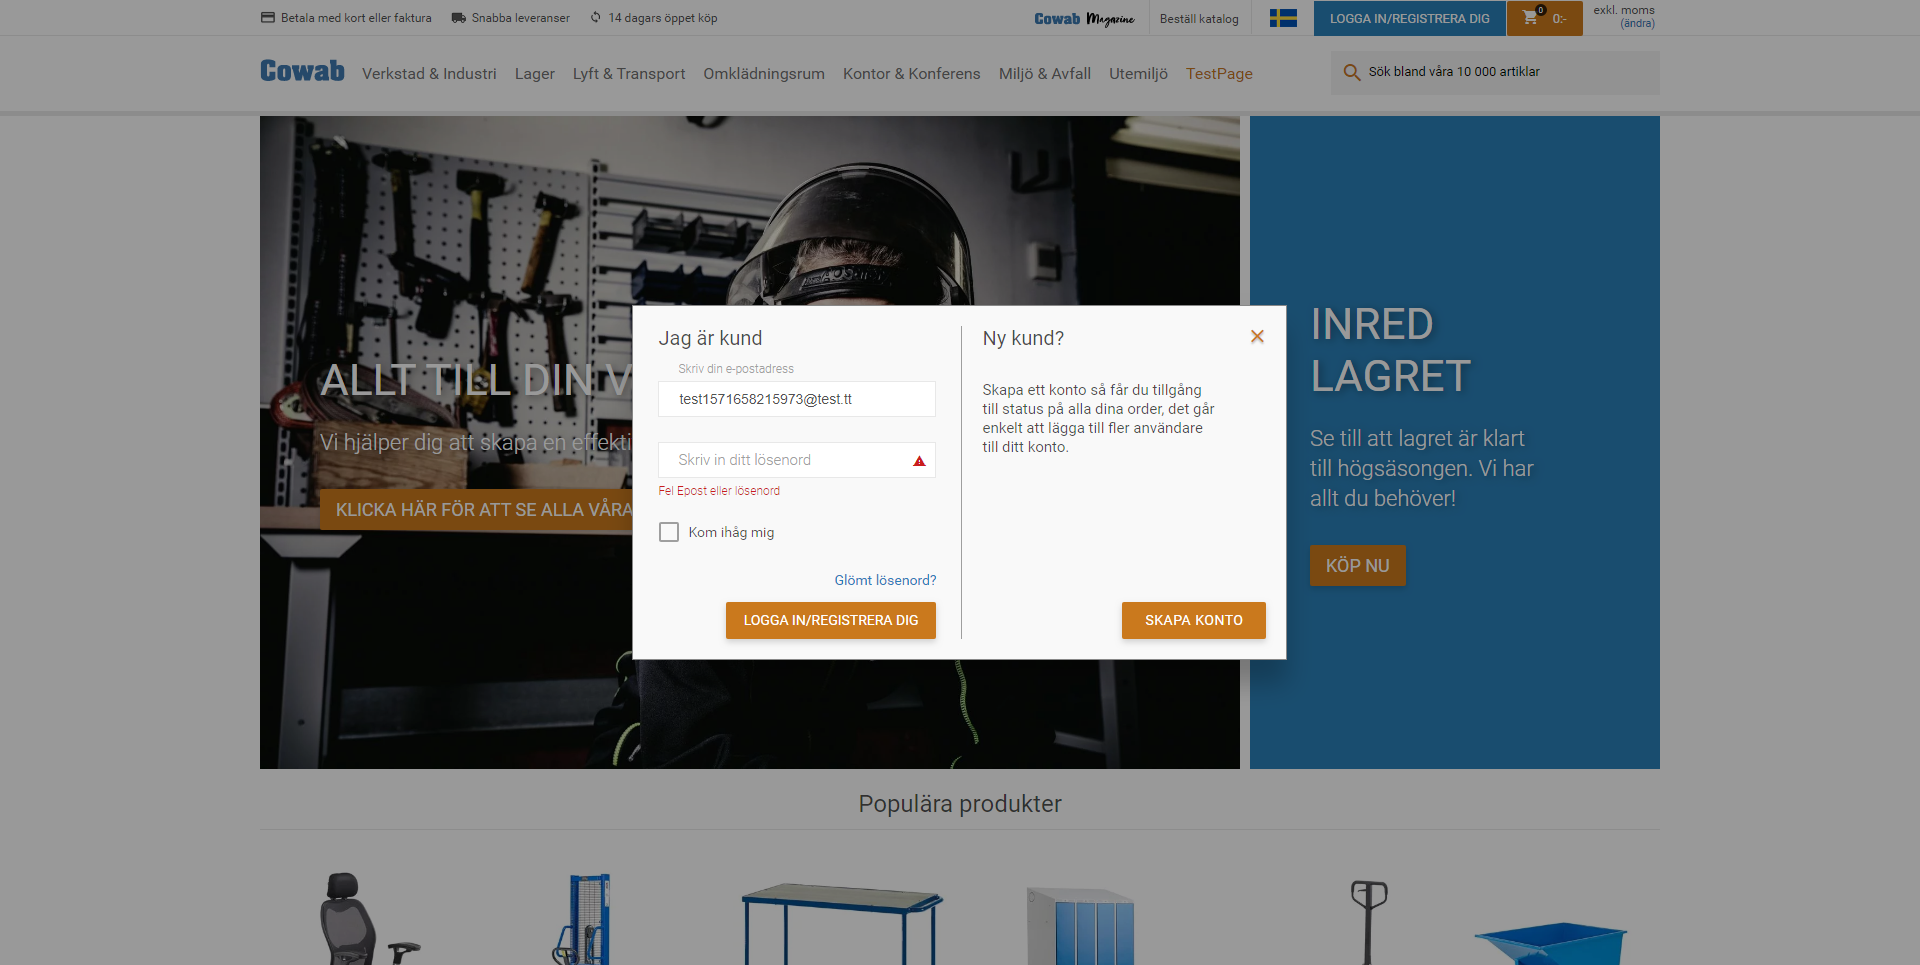 Betala med kort eller faktura
Snabba leveranser
14 dagars öppet köp
Cowab Magazine
Beställ katalog
LOGGA IN/REGISTRERA DIG
0
0:-
exkl. moms
(ändra)
Cowab
Verkstad & Industri
Lager
Lyft & Transport
Omklädningsrum
Kontor & Konferens
Miljö & Avfall
Utemiljö
TestPage
Sök bland våra 10 000 artiklar
ALLT TILL DIN V
Vi hjälper dig att skapa en effekti
KLICKA HÄR FÖR ATT SE ALLA VÅRA
Jag är kund
Skriv din e-postadress
test1571658215973@test.tt
Skriv in ditt lösenord
Fel Epost eller lösenord
Kom ihåg mig
Glömt lösenord?
LOGGA IN/REGISTRERA DIG
Ny kund?
Skapa ett konto så får du tillgång
till status på alla dina order, det går
enkelt att lägga till fler användare
till ditt konto.
SKAPA KONTO
INRED
LAGRET
Se till att lagret är klart
till högsäsongen. Vi har
allt du behöver!
KÖP NU
Populära produkter